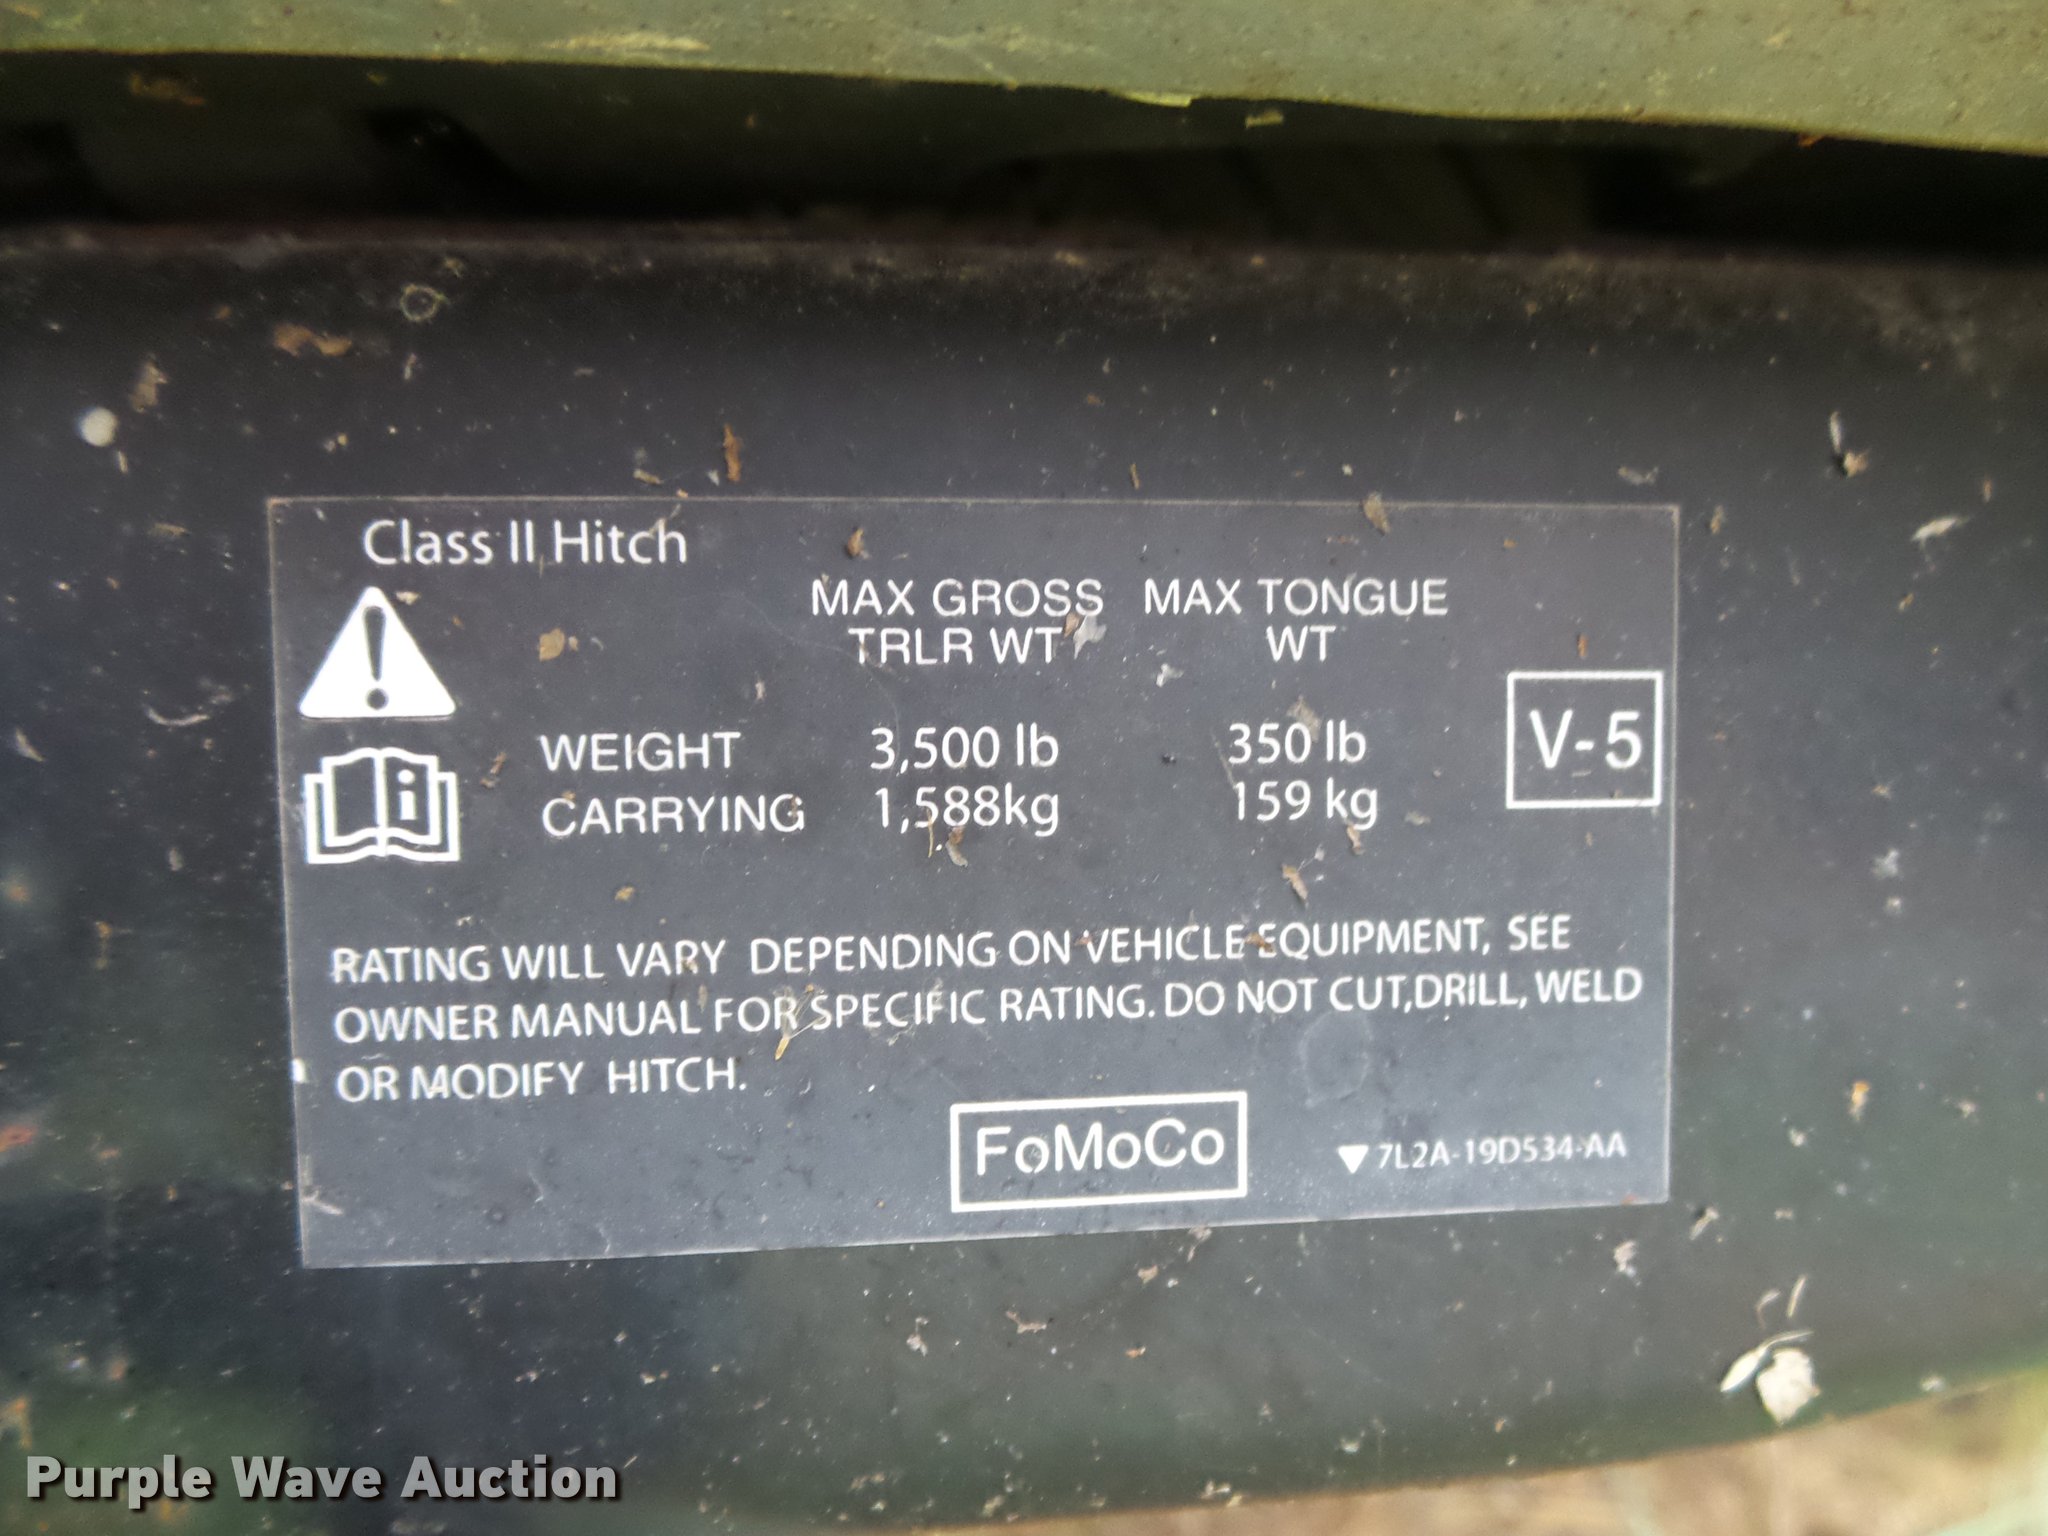 Class II Hitch
MAX GROSS MAX TONGUE
TRLR WT WT
WEIGHT 3,500 lb 350 lb
CARRYING 1,588kg 159 kg
V-5
RATING WILL VARY DEPENDING ON VEHICLE EQUIPMENT, SEE
OWNER MANUAL FOR SPECIFIC RATING. DO NOT CUT,DRILL, WELD
OR MODIFY HITCH.
FoMoCo
7L2A-19D534-AA
Purple Wave Auction